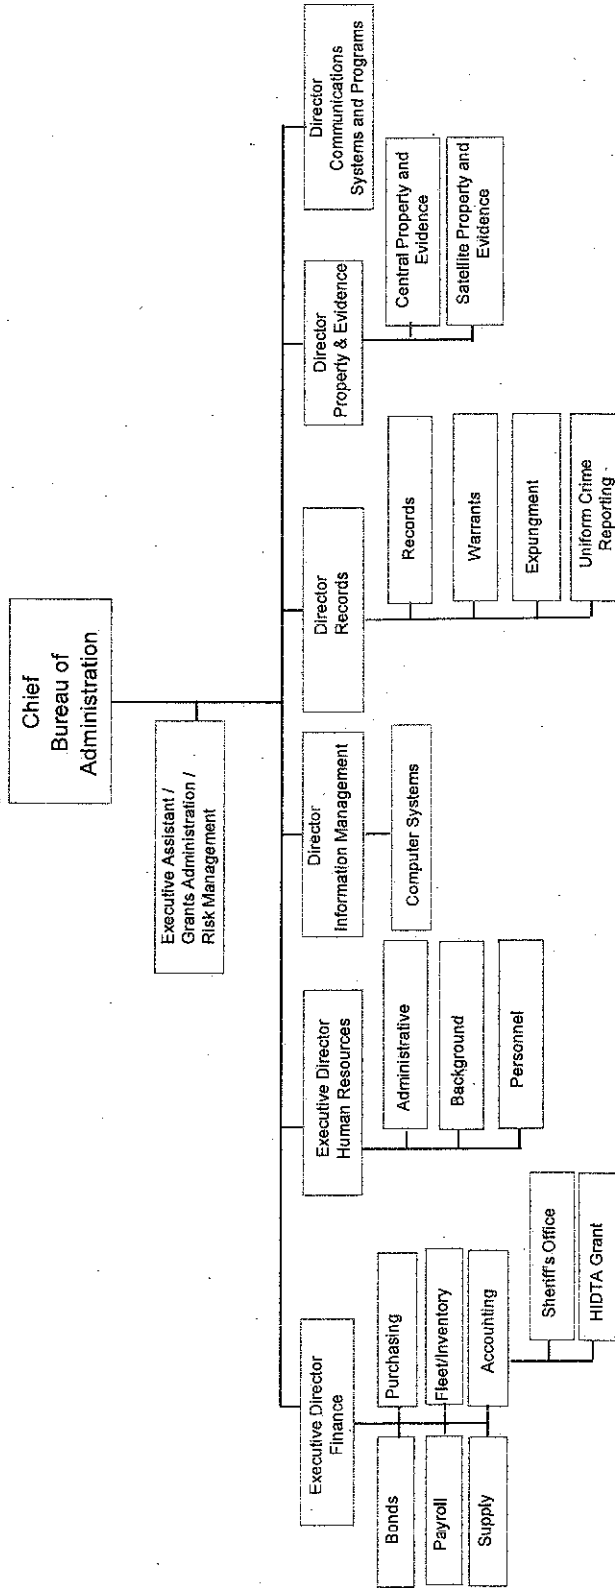 Chief
Bureau of
Administration
Executive Assistant /
Grants Administration /
Risk Management
Executive Director
Finance
Bonds
Purchasing
Payroll
Fleet/Inventory
Supply
Accounting
Sheriff's Office
HIDTA Grant
Executive Director
Human Resources
Administrative
Background
Personnel
Director
Information Management
Computer Systems
Director
Records
Records
Warrants
Expungment
Uniform Crime
Reporting
Director
Property & Evidence
Central Property and
Evidence
Satellite Property and
Evidence
Director
Communications
Systems and Programs